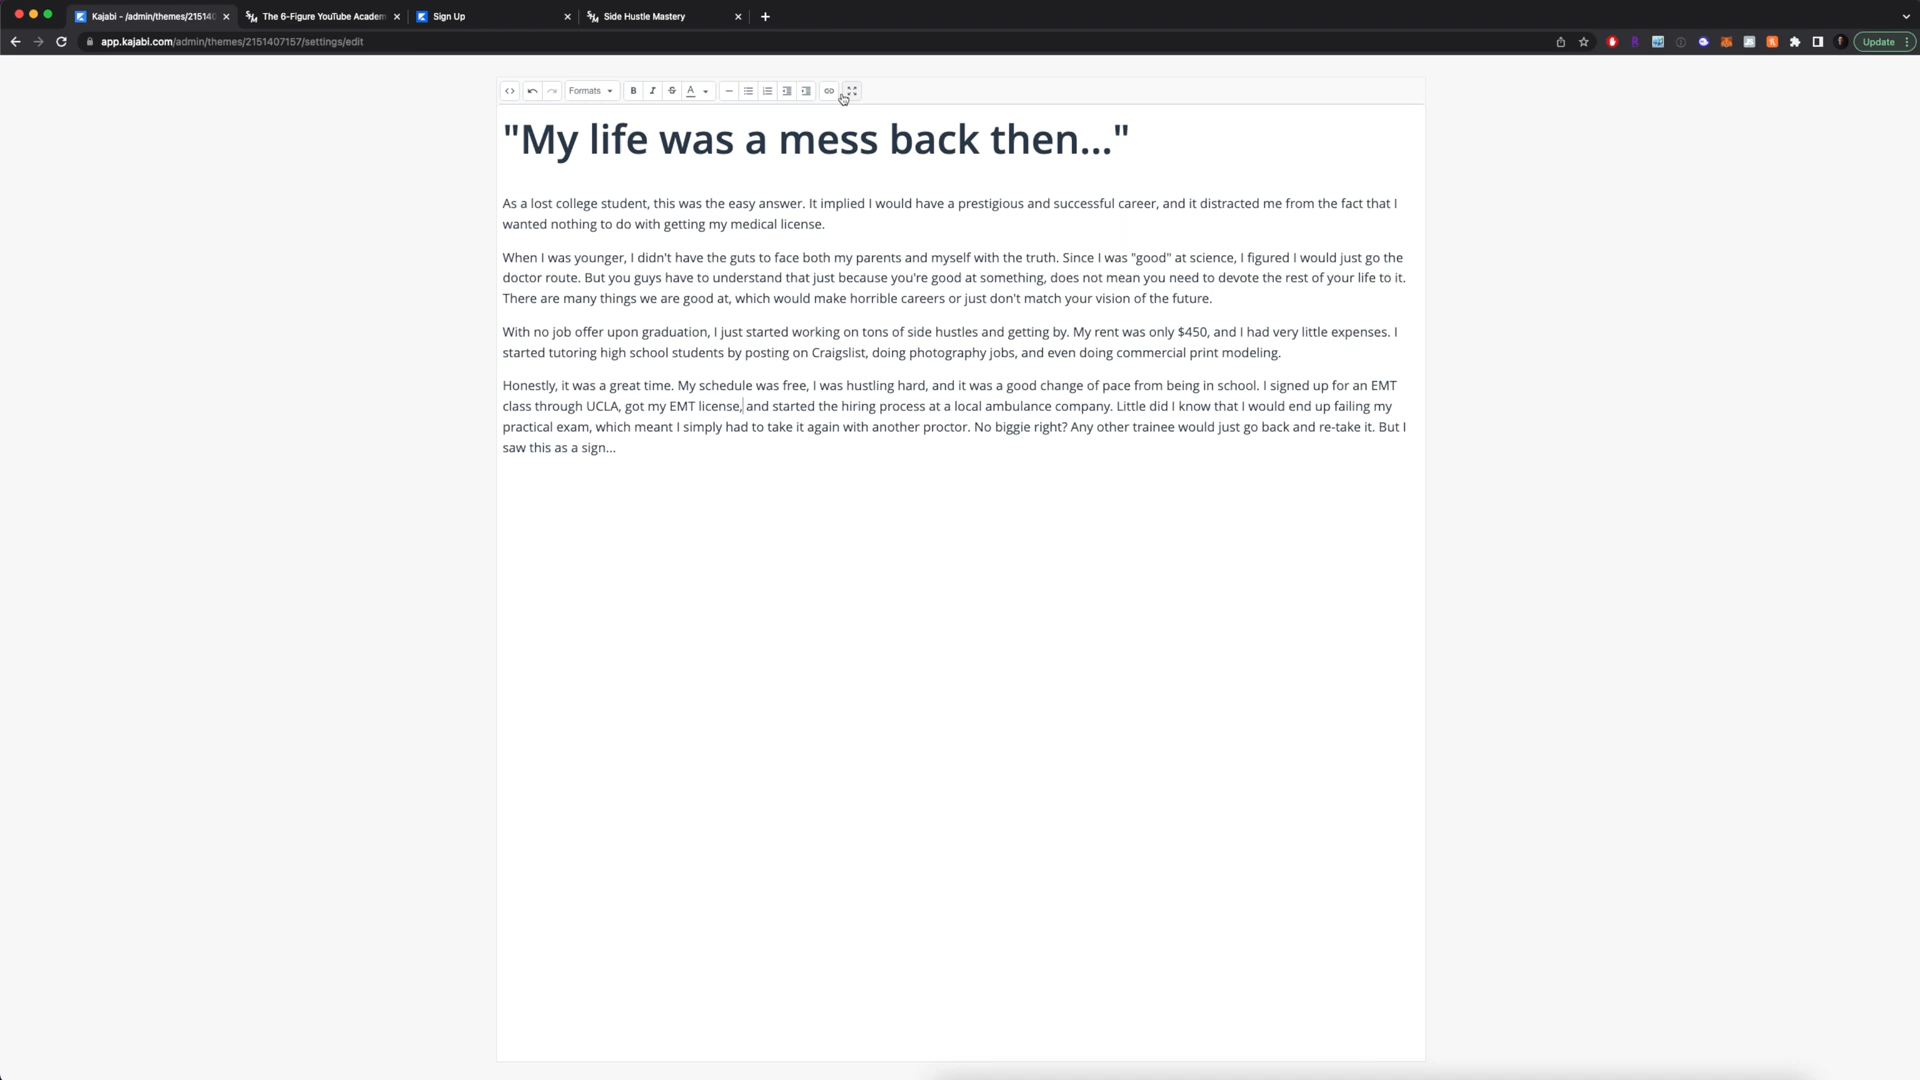 Kajabi - /admin/themes/21514
The 6-Figure YouTube Academ
Sign Up
Side Hustle Mastery
app.kajabi.com/admin/themes/2151407157/settings/edit
Update
Formats
B I S A
"My life was a mess back then..."
As a lost college student, this was the easy answer. It implied I would have a prestigious and successful career, and it distracted me from the fact that I
wanted nothing to do with getting my medical license.
When I was younger, I didn't have the guts to face both my parents and myself with the truth. Since I was "good" at science, I figured I would just go the
doctor route. But you guys have to understand that just because you're good at something, does not mean you need to devote the rest of your life to it.
There are many things we are good at, which would make horrible careers or just don't match your vision of the future.
With no job offer upon graduation, I just started working on tons of side hustles and getting by. My rent was only $450, and I had very little expenses. I
started tutoring high school students by posting on Craigslist, doing photography jobs, and even doing commercial print modeling.
Honestly, it was a great time. My schedule was free, I was hustling hard, and it was a good change of pace from being in school. I signed up for an EMT
class through UCLA, got my EMT license, and started the hiring process at a local ambulance company. Little did I know that I would end up failing my
practical exam, which meant I simply had to take it again with another proctor. No biggie right? Any other trainee would just go back and re-take it. But I
saw this as a sign...